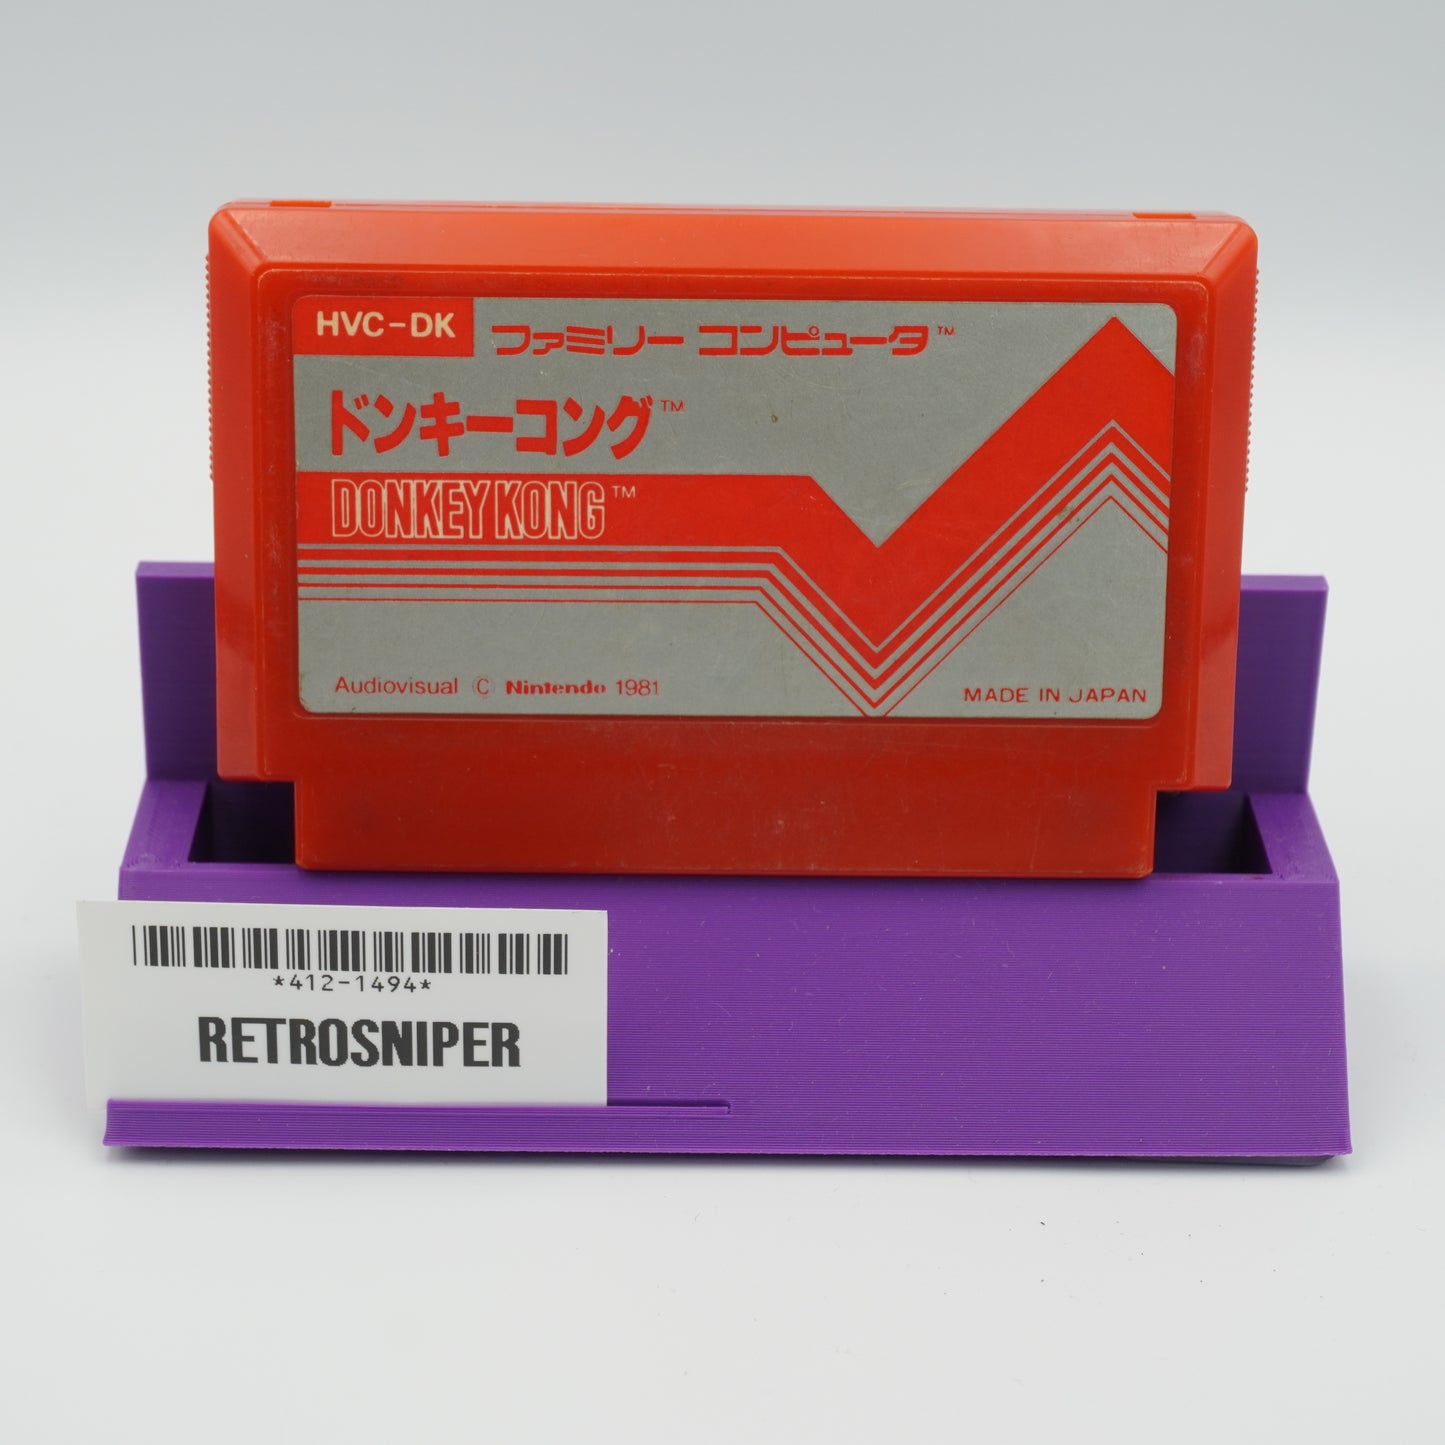 HVC-DK
ファミリー コンピュータ™
ドンキーコング™
DONKEY KONG™
Audiovisual © Nintendo 1981
MADE IN JAPAN
*412-1494*
RETROSNIPER